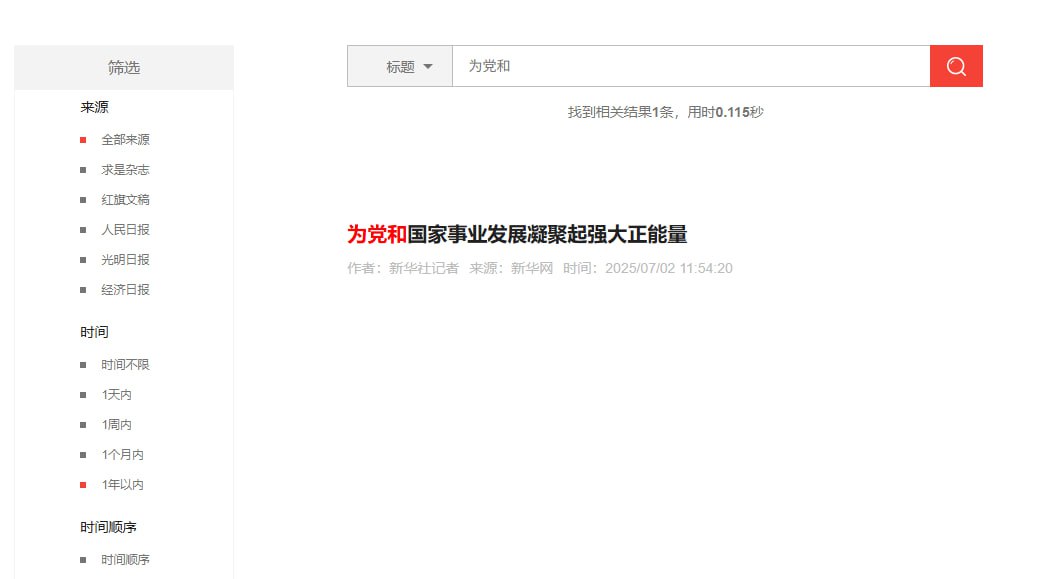 筛选
来源
全部来源
求是杂志
红旗文稿
人民日报
光明日报
经济日报
时间
时间不限
1天内
1周内
1个月内
1年以内
时间顺序
时间顺序
标题 为党和
找到相关结果1条，用时0.115秒
为党和国家事业发展凝聚起强大正能量
作者：新华社记者 来源：新华网 时间：2025/07/02 11:54:20